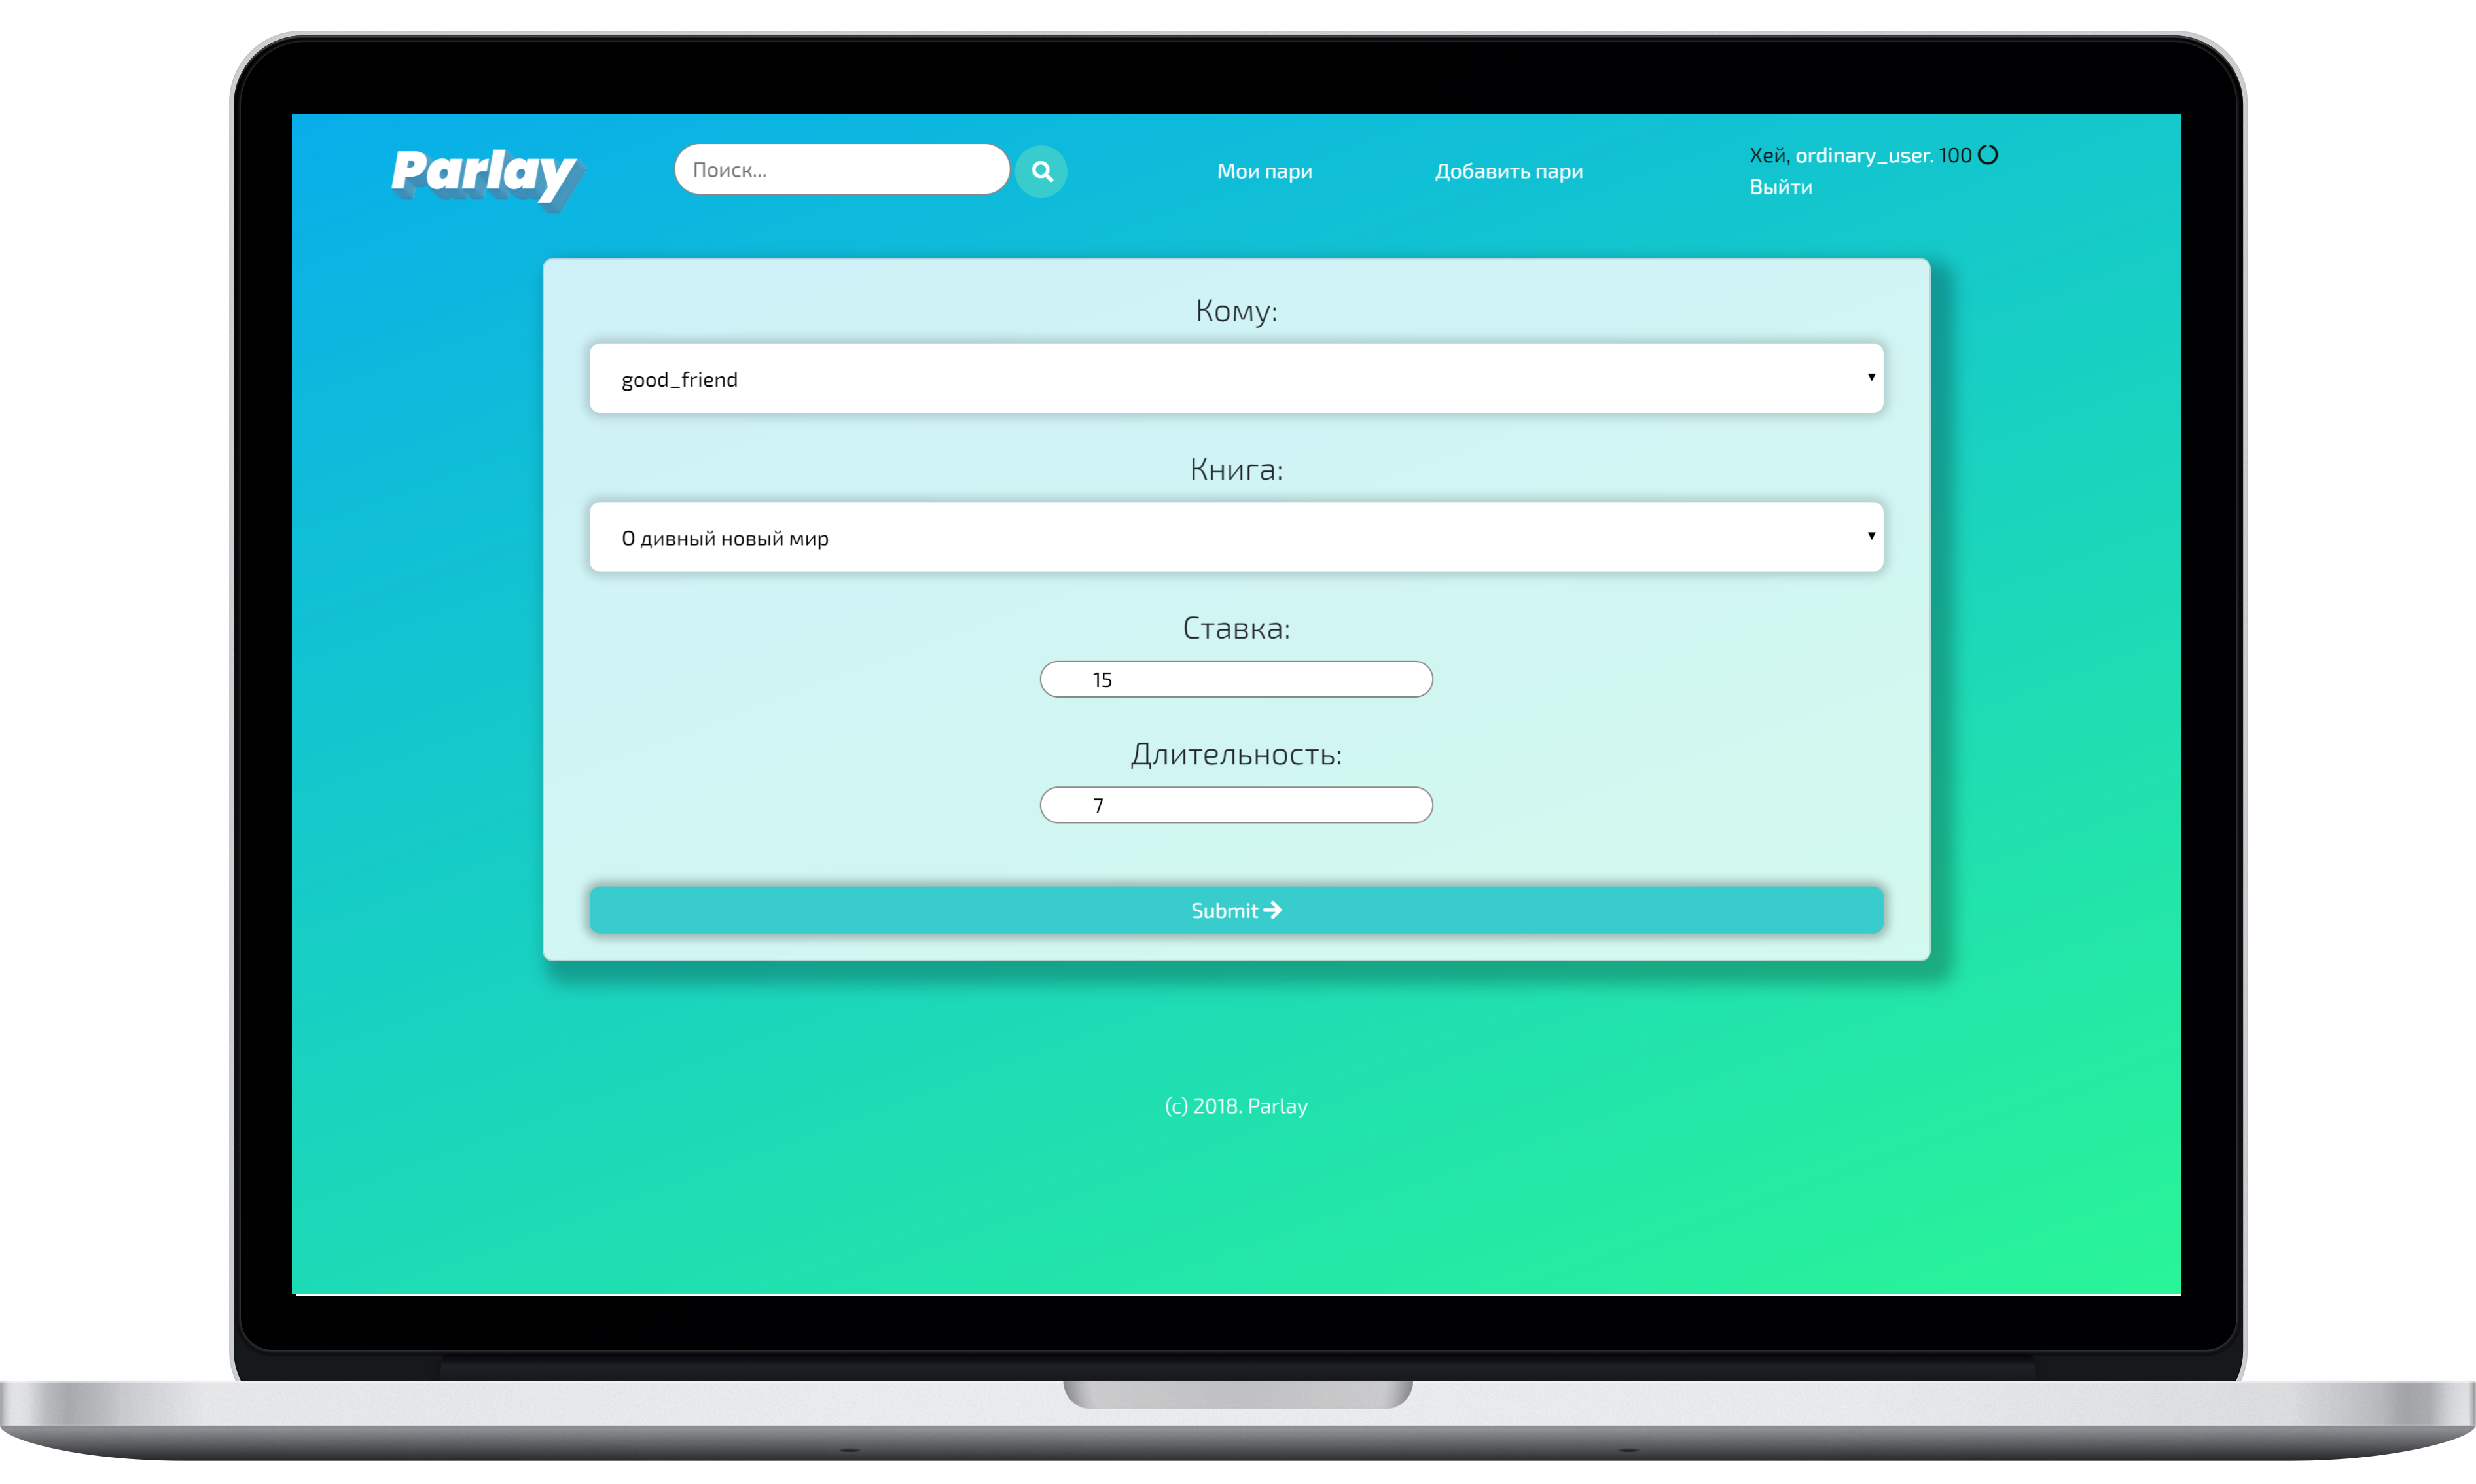 Parlay
Поиск...
Мои пари
Добавить пари
Хей, ordinary_user. 100
Выйти
Кому:
good_friend
Книга:
О дивный новый мир
Ставка:
15
Длительность:
7
Submit
(c) 2018. Parlay